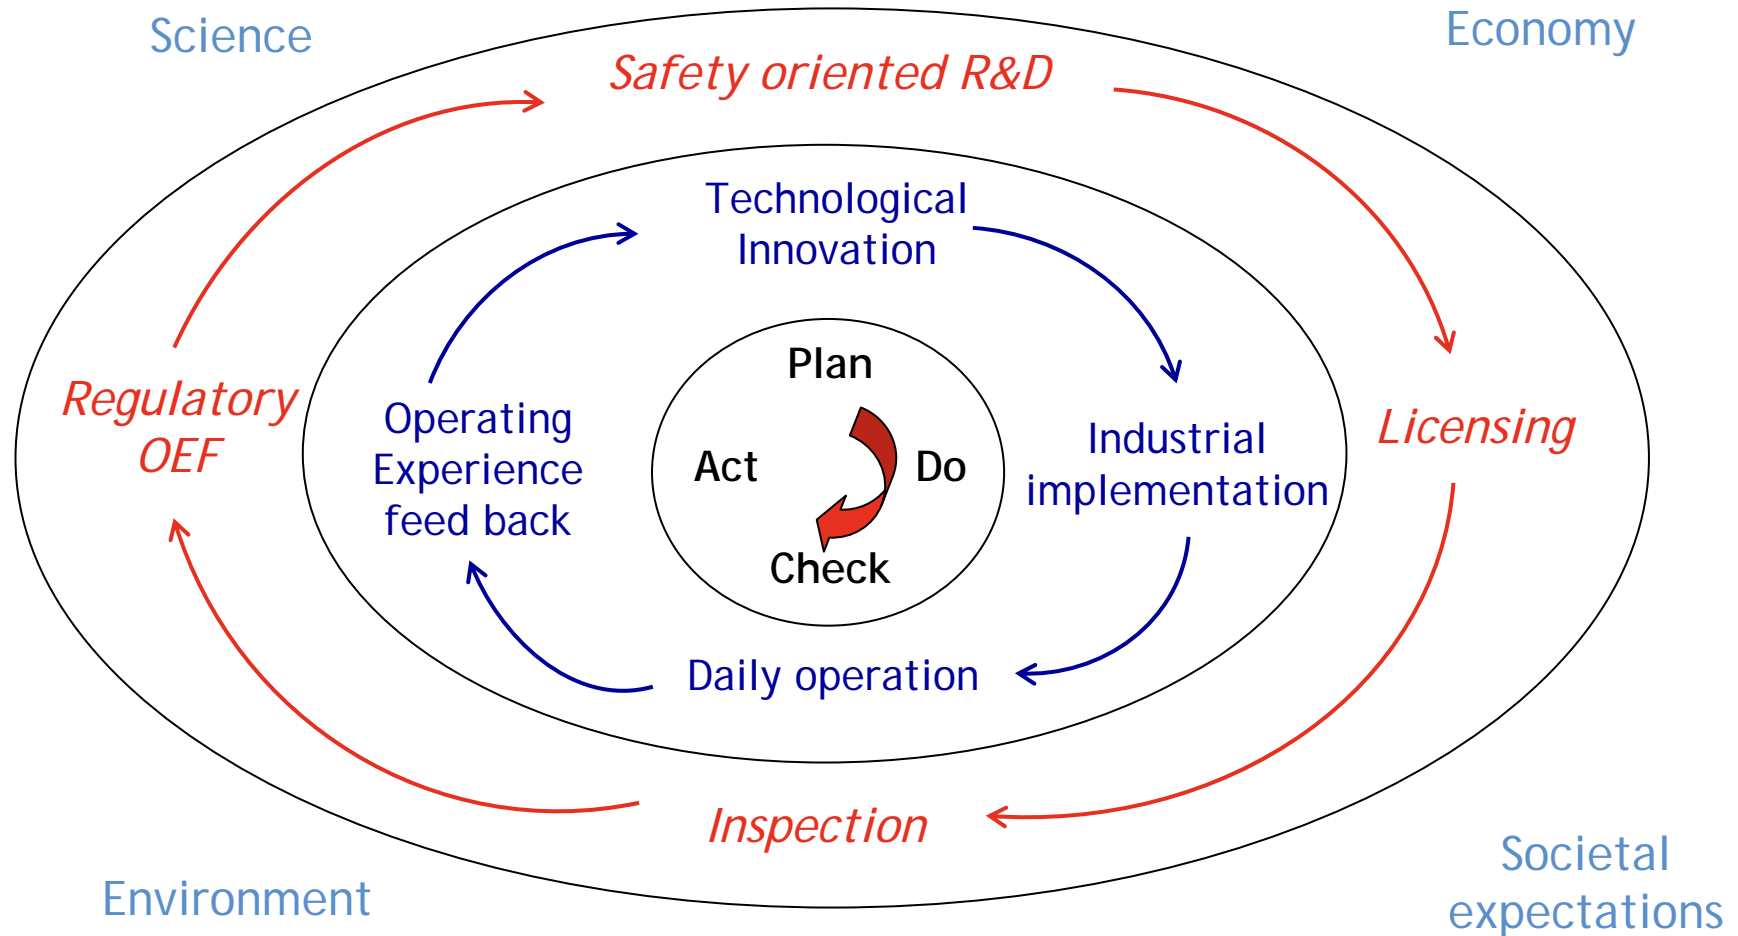 Science
Economy
Safety oriented R&D
Technological
Innovation
Plan
Regulatory
OEF
Operating
Experience
feed back
Act
Do
Industrial
implementation
Licensing
Check
Daily operation
Inspection
Environment
Societal
expectations